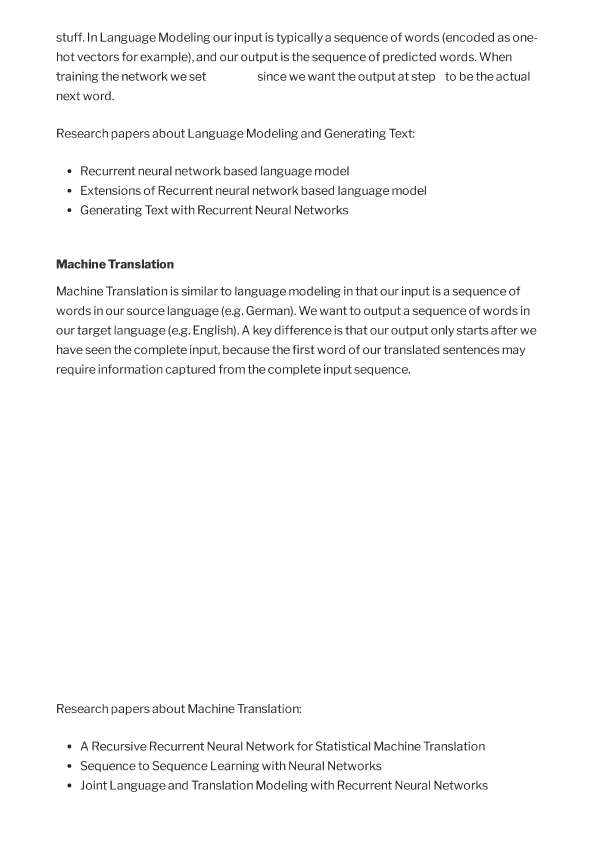 stuff. In Language Modeling our input is typically a sequence of words (encoded as one-
hot vectors for example), and our output is the sequence of predicted words. When
training the network we set since we want the output at step to be the actual
next word.
Research papers about Language Modeling and Generating Text:
• Recurrent neural network based language model
• Extensions of Recurrent neural network based language model
• Generating Text with Recurrent Neural Networks
Machine Translation
Machine Translation is similar to language modeling in that our input is a sequence of
words in our source language (e.g. German). We want to output a sequence of words in
our target language (e.g. English). A key difference is that our output only starts after we
have seen the complete input, because the first word of our translated sentences may
require information captured from the complete input sequence.
Research papers about Machine Translation:
• A Recursive Recurrent Neural Network for Statistical Machine Translation
• Sequence to Sequence Learning with Neural Networks
• Joint Language and Translation Modeling with Recurrent Neural Networks